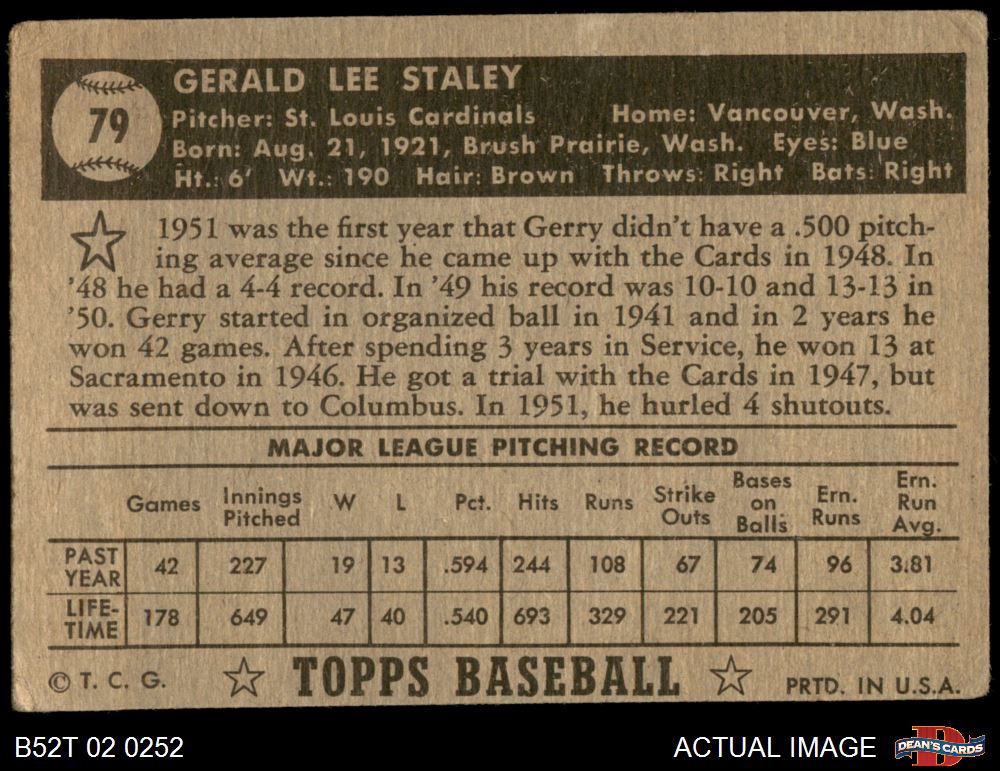 79
GERALD LEE STALEY
Pitcher: St. Louis Cardinals Home: Vancouver, Wash.
Born: Aug. 21, 1921, Brush Prairie, Wash. Eyes: Blue
Ht.: 6' Wt.: 190 Hair: Brown Throws: Right Bats: Right
1951 was the first year that Gerry didn't have a .500 pitch-
ing average since he came up with the Cards in 1948. In
'48 he had a 4-4 record. In '49 his record was 10-10 and 13-13 in
'50. Gerry started in organized ball in 1941 and in 2 years he
won 42 games. After spending 3 years in Service, he won 13 at
Sacramento in 1946. He got a trial with the Cards in 1947, but
was sent down to Columbus. In 1951, he hurled 4 shutouts.
MAJOR LEAGUE PITCHING RECORD
Games Innings Pitched W L Pct. Hits Runs Strike Outs Bases on Balls Ern. Runs Ern. Run Avg.
PAST YEAR 42 227 19 13 .594 244 108 67 74 96 3.81
LIFE-TIME 178 649 47 40 .540 693 329 221 205 291 4.04
© T. C. G. TOPPS BASEBALL PRTD. IN U.S.A.
B52T 02 0252 ACTUAL IMAGE DEAN'S CARDS